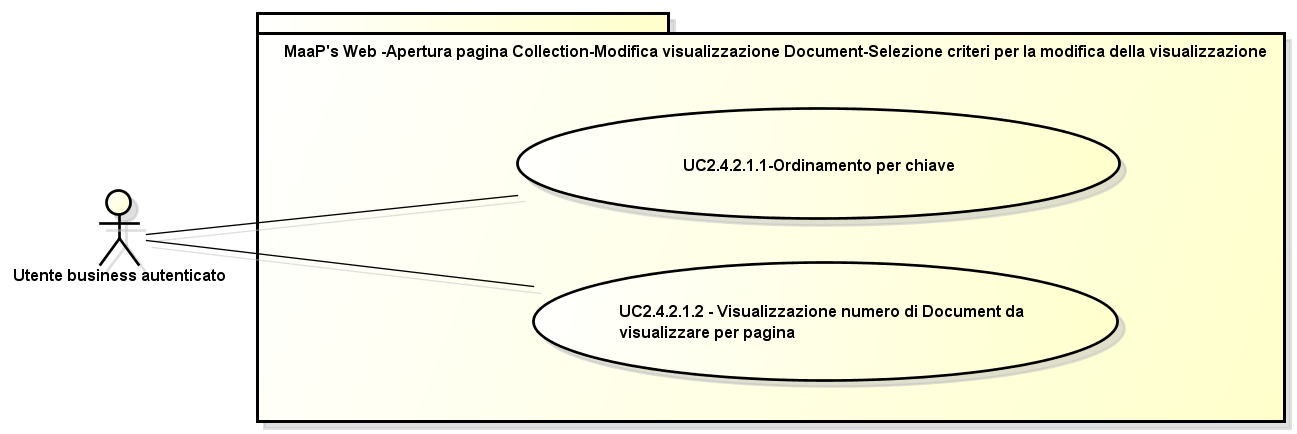 MaaP's Web -Apertura pagina Collection-Modifica visualizzazione Document-Selezione criteri per la modifica della visualizzazione
UC2.4.2.1.1-Ordinamento per chiave
Utente business autenticato
UC2.4.2.1.2 - Visualizzazione numero di Document da
visualizzare per pagina